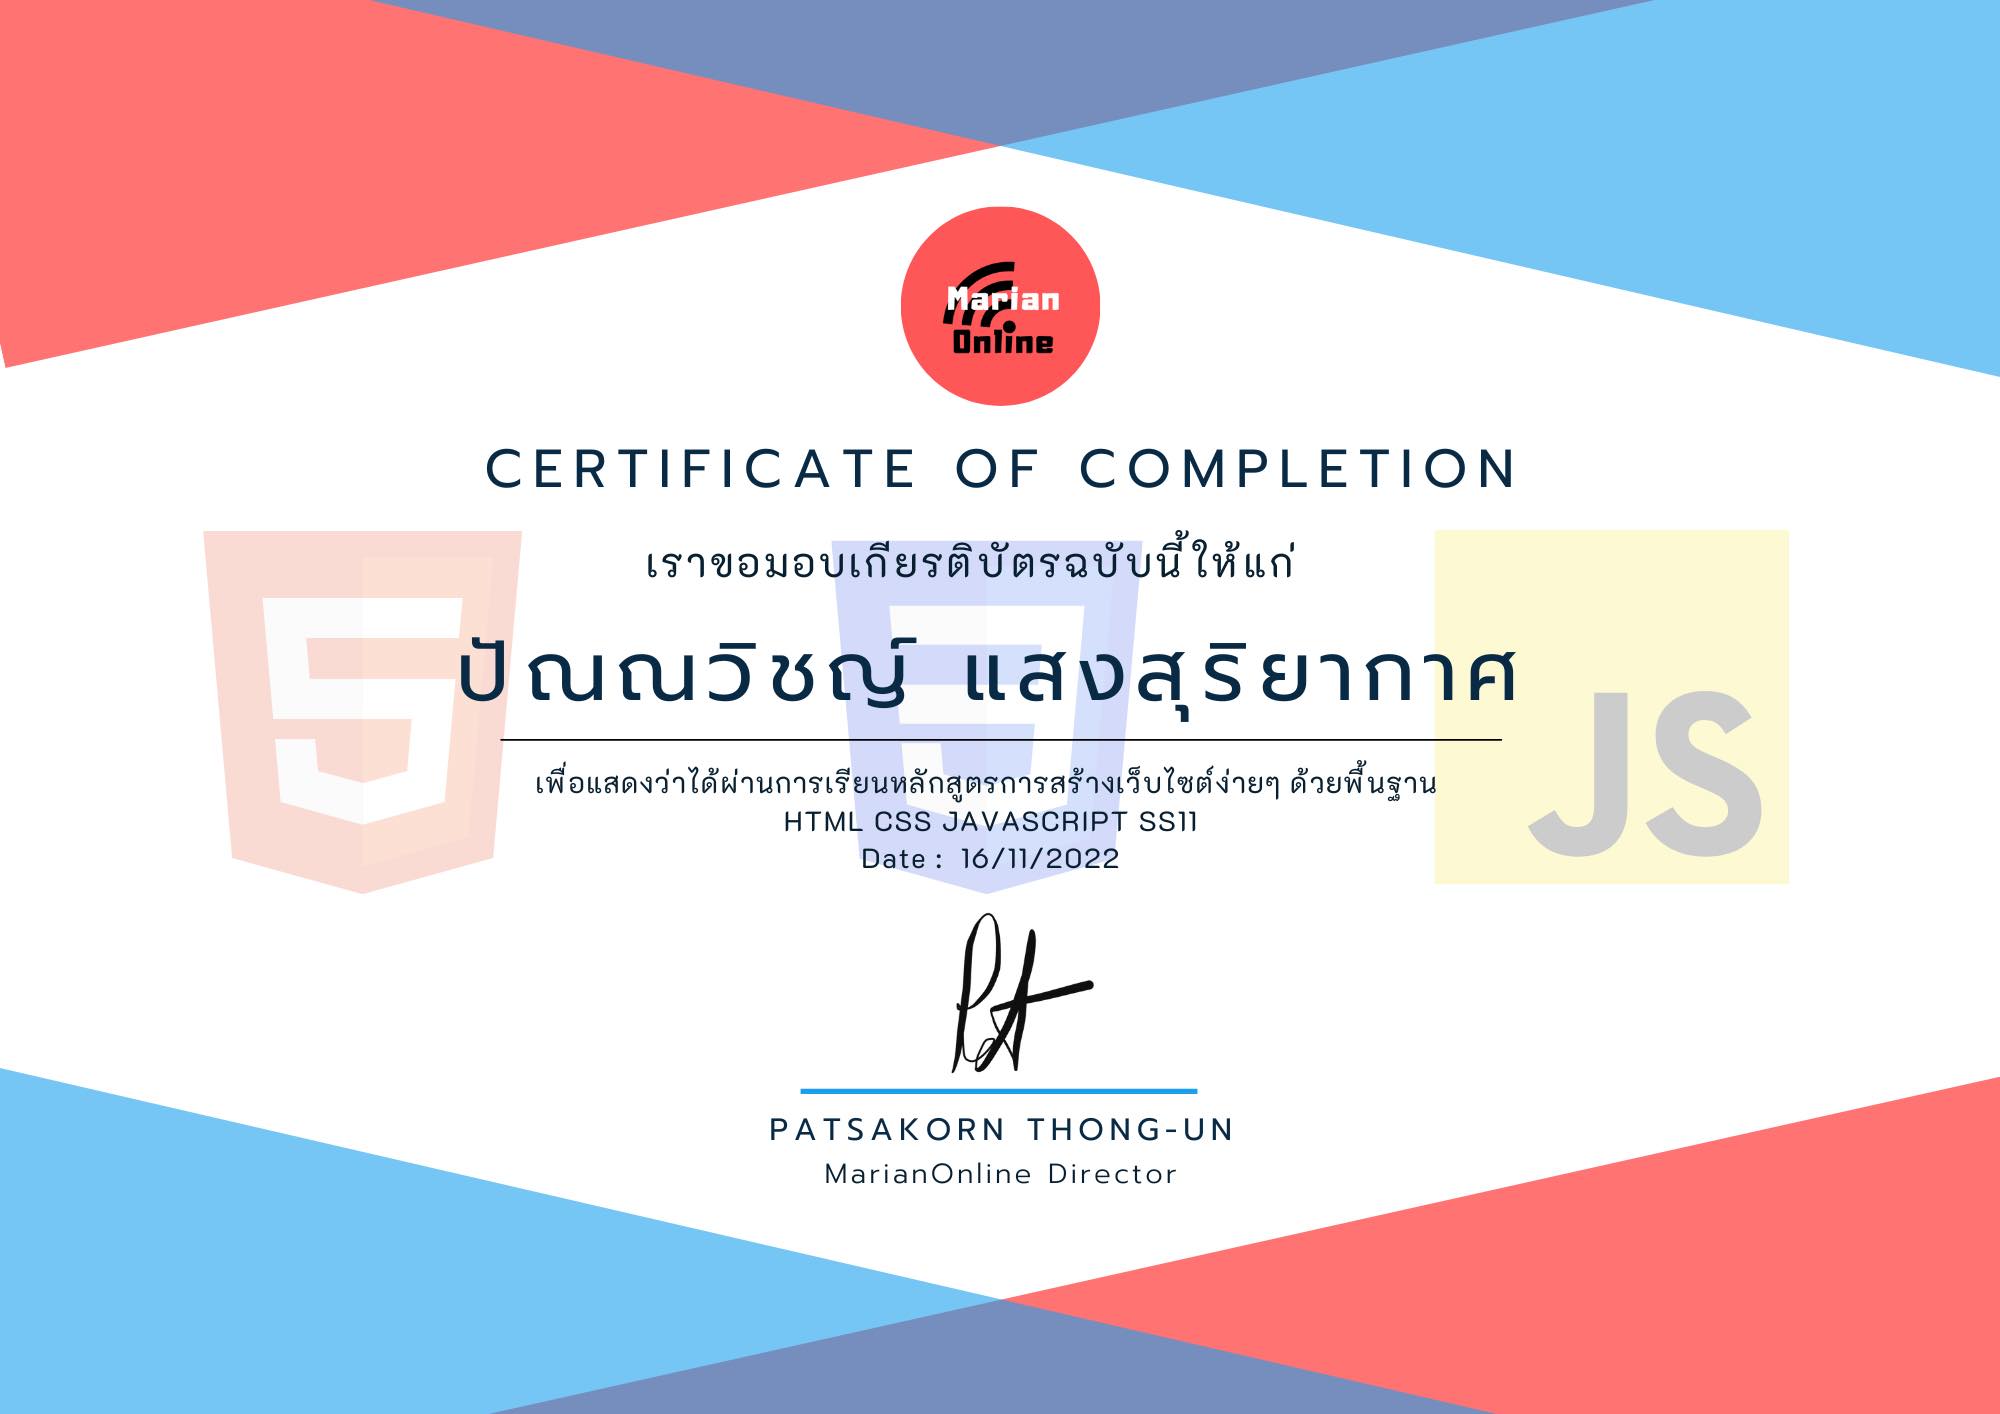 Marian
Online
CERTIFICATE OF COMPLETION
เราขอมอบเกียรติบัตรฉบับนี้ให้แก่
ปัณณวิชญ์ แสงสุริยากาศ
เพื่อแสดงว่าได้ผ่านการเรียนหลักสูตรการสร้างเว็บไซต์ง่ายๆ ด้วยพื้นฐาน
HTML CSS JAVASCRIPT SS11
Date : 16/11/2022
JS
PATSAKORN THONG-UN
MarianOnline Director